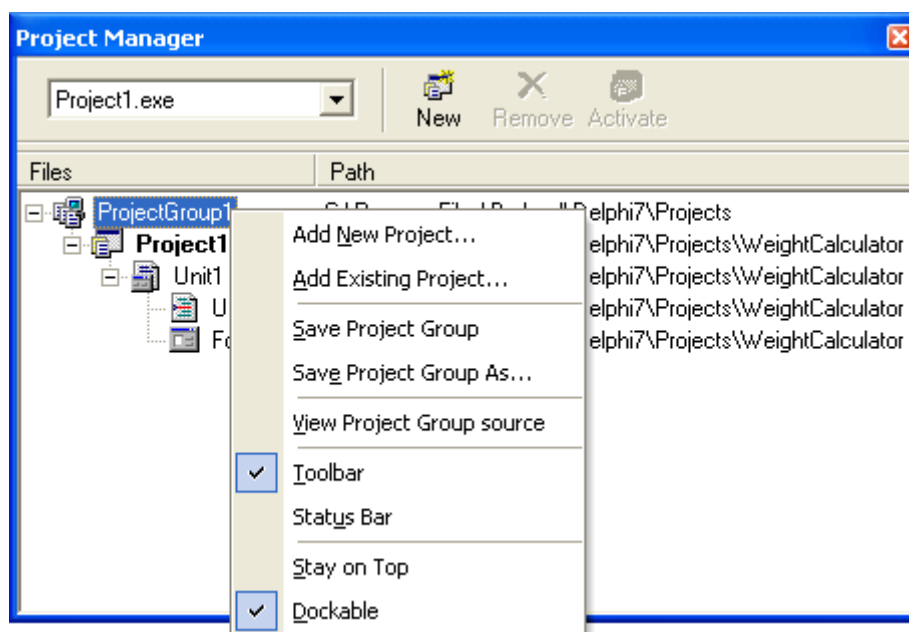 Project Manager
Project1.exe
New Remove Activate
Files Path
ProjectGroup1
elphi7\Projects
Project1
elphi7\Projects\WeightCalculator
Unit1
elphi7\Projects\WeightCalculator
U
elphi7\Projects\WeightCalculator
Fo
elphi7\Projects\WeightCalculator
Add New Project...
Add Existing Project...
Save Project Group
Save Project Group As...
View Project Group source
Toolbar
Status Bar
Stay on Top
Dockable